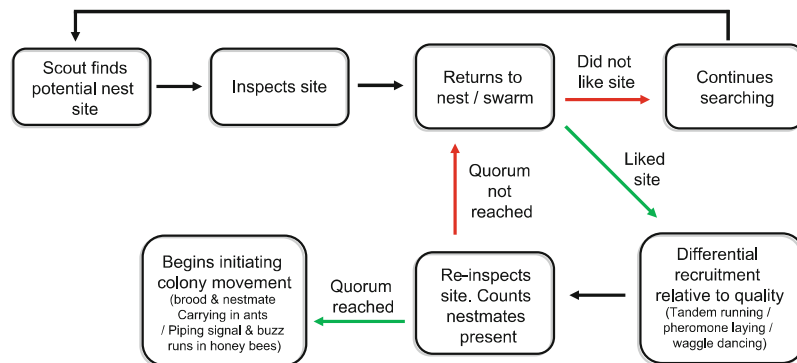 Scout finds
potential nest
site
Inspects site
Returns to
nest / swarm
Did not
like site
Continues
searching
Liked
site
Quorum
not
reached
Begins initiating
colony movement
(brood & nestmate
Carrying in ants
/ Piping signal & buzz
runs in honey bees)
Quorum
reached
Re-inspects
site. Counts
nestmates
present
Differential
recruitment
relative to quality
(Tandem running /
pheromone laying /
waggle dancing)